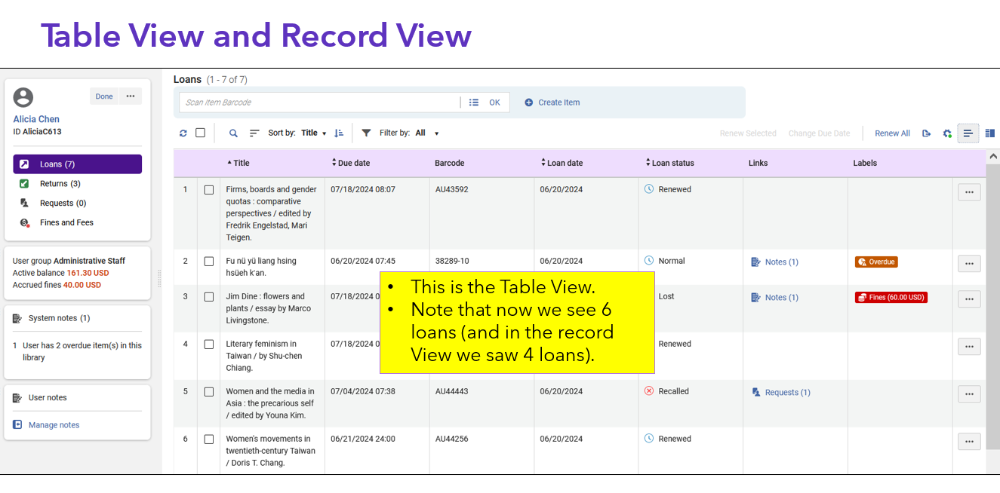 Table View and Record View
Loans (1 - 7 of 7)
Done
Scan Item Barcode
OK
Create Item
Alicia Chen
ID AliciaC613
Sort by: Title
Filter by: All
Renew Selected
Change Due Date
Renew All
Loans (7)
Returns (3)
Requests (0)
Fines and Fees
User group Administrative Staff
Active balance 161.30 USD
Accrued fines 40.00 USD
System notes (1)
1 User has 2 overdue item(s) in this
library
User notes
Manage notes
Title Due date Barcode Loan date Loan status Links Labels
1 Firms, boards and gender 07/18/2024 08:07 AU43592 06/20/2024 Renewed
quotas : comparative
perspectives / edited by
Fredrik Engelstad, Mari
Teigen.
2 Fu nü yü liang hsing 06/20/2024 07:45 38289-10 06/20/2024 Normal Notes (1) Overdue
hsüeh kʻan.
3 Jim Dine : flowers and 07/18/2024 0 Lost Notes (1) Fines (60.00 USD)
plants / essay by Marco
Livingstone.
4 Literary feminism in 07/18/2024 0 Renewed
Taiwan / by Shu-chen
Chiang.
5 Women and the media in 07/04/2024 07:38 AU44443 06/20/2024 Recalled Requests (1)
Asia : the precarious self
/ edited by Youna Kim.
6 Women's movements in 06/21/2024 24:00 AU44256 06/20/2024 Renewed
twentieth-century Taiwan
/ Doris T. Chang.
• This is the Table View.
• Note that now we see 6
loans (and in the record
View we saw 4 loans).